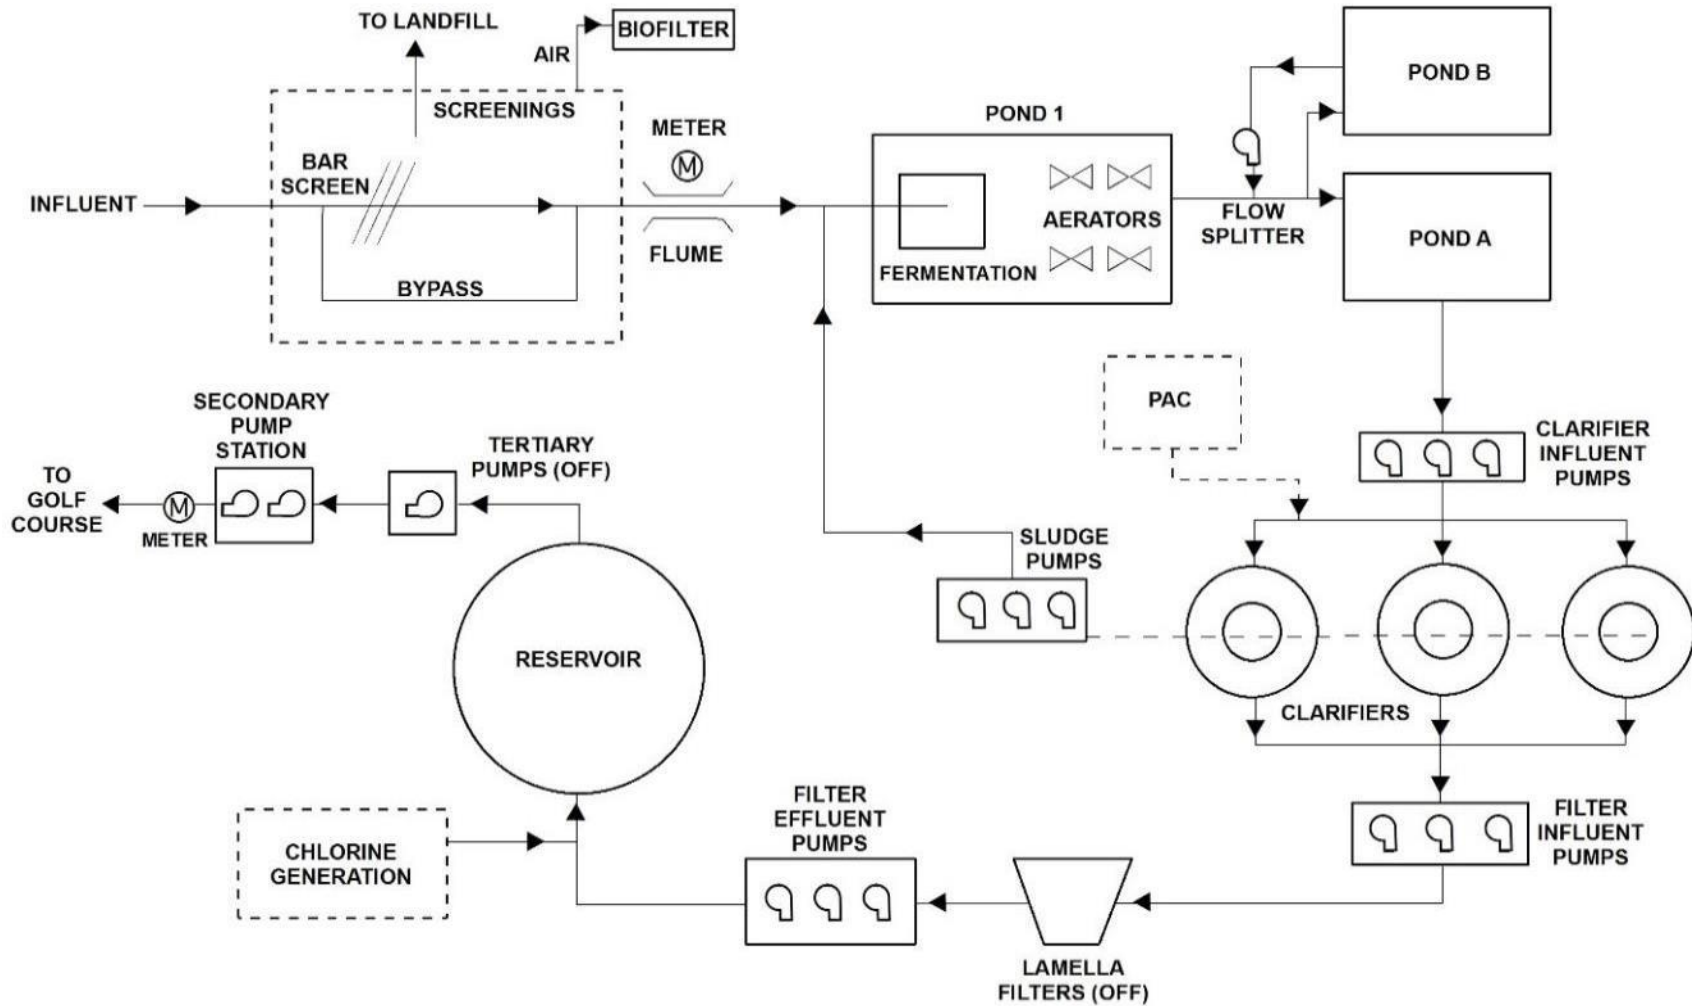 TO LANDFILL
BIOFILTER
AIR
SCREENINGS
BAR
SCREEN
INFLUENT
BYPASS
METER
M
FLUME
POND 1
FERMENTATION
AERATORS
FLOW
SPLITTER
POND B
POND A
PAC
CLARIFIER
INFLUENT
PUMPS
SECONDARY
PUMP
STATION
TERTIARY
PUMPS (OFF)
TO
GOLF
COURSE
M
METER
SLUDGE
PUMPS
RESERVOIR
CLARIFIERS
CHLORINE
GENERATION
FILTER
EFFLUENT
PUMPS
LAMELLA
FILTERS (OFF)
FILTER
INFLUENT
PUMPS